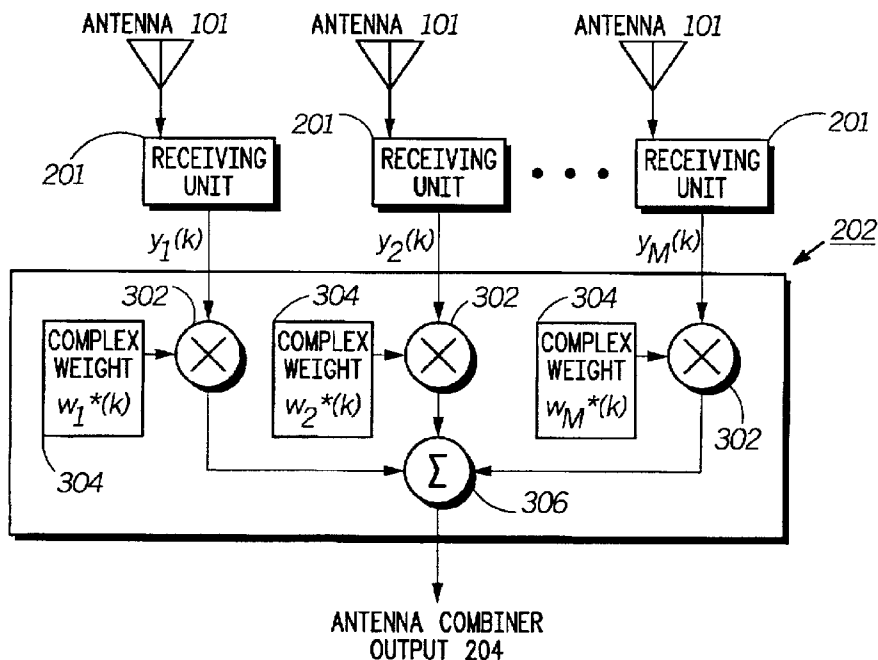 ANTENNA 101
ANTENNA 101
ANTENNA 101
201
RECEIVING
UNIT
201
RECEIVING
UNIT
• • •
201
RECEIVING
UNIT
y1(k)
y2(k)
yM(k)
202
302
COMPLEX
WEIGHT
w1*(k)
304
304
COMPLEX
WEIGHT
w2*(k)
302
304
COMPLEX
WEIGHT
wM*(k)
302
Σ
306
ANTENNA COMBINER
OUTPUT 204